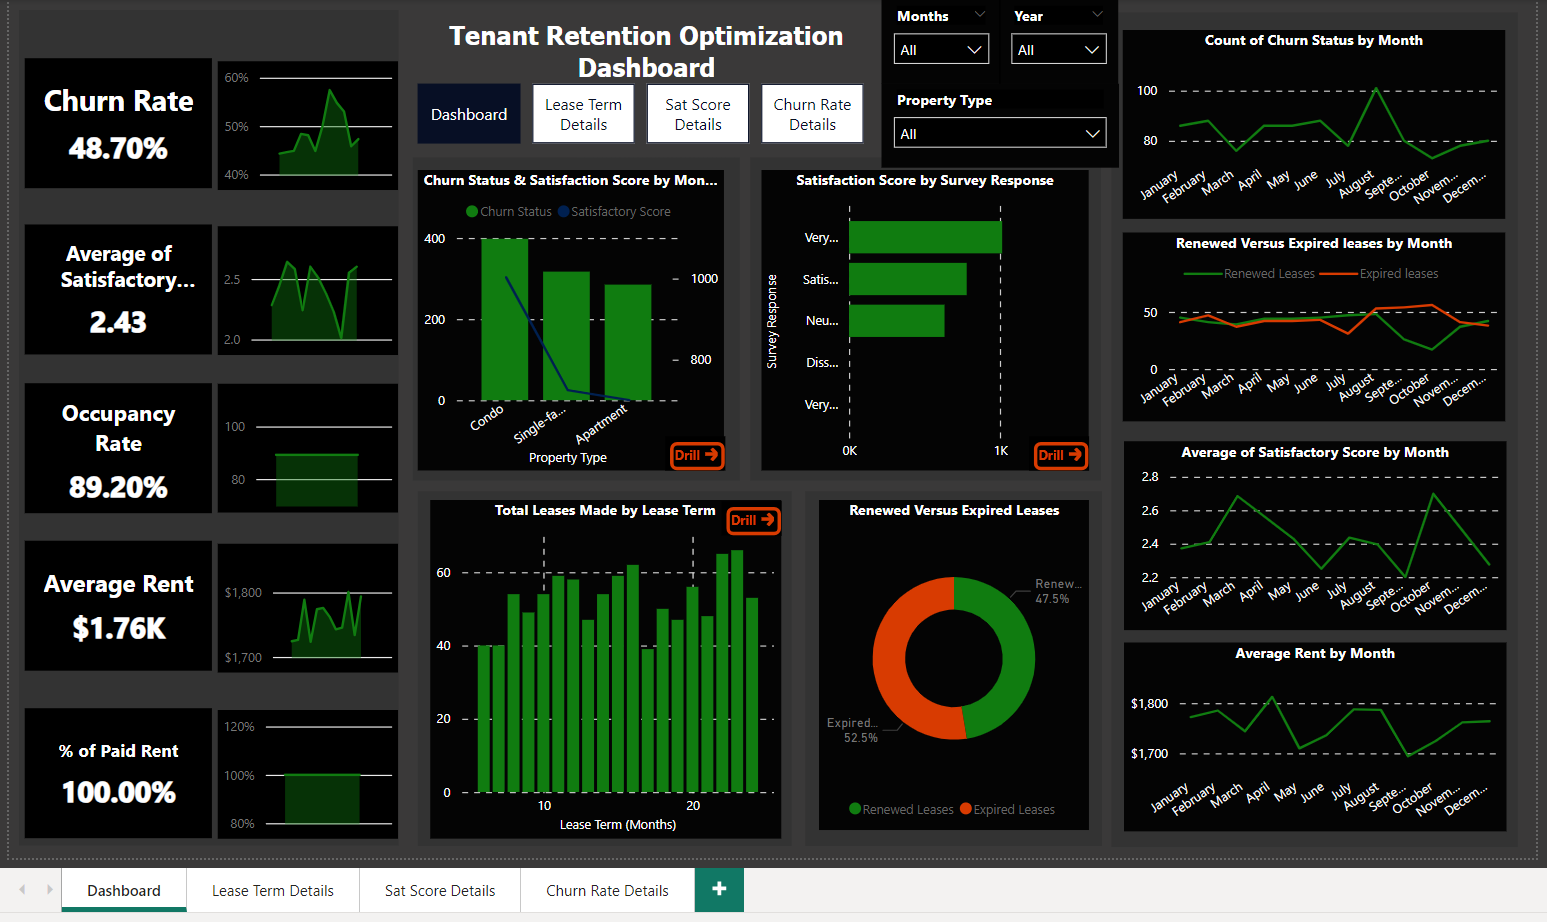 Tenant Retention Optimization
Dashboard
Months
All
Year
All
Property Type
All
Dashboard
Lease Term
Details
Sat Score
Details
Churn Rate
Details
Churn Rate
48.70%
60%
50%
40%
Average of
Satisfactory...
2.43
2.5
2.0
Occupancy
Rate
89.20%
100
80
Average Rent
$1.76K
$1,800
$1,700
% of Paid Rent
100.00%
120%
100%
80%
Churn Status & Satisfaction Score by Mon...
Churn Status
Satisfactory Score
400
200
0
1000
800
Condo
Single-fa...
Apartment
Property Type
Drill
Satisfaction Score by Survey Response
Survey Response
Very...
Satis...
Neu...
Diss...
Very...
0K
1K
Drill
Total Leases Made by Lease Term
Drill
60
40
20
0
10
20
Lease Term (Months)
Renewed Versus Expired Leases
Renew...
47.5%
Expired...
52.5%
Renewed Leases
Expired Leases
Count of Churn Status by Month
100
80
January
February
March
April
May
June
July
August
Septe...
October
Novem...
Decem...
Renewed Versus Expired leases by Month
Renewed Leases
Expired leases
50
0
January
February
March
April
May
June
July
August
Septe...
October
Novem...
Decem...
Average of Satisfactory Score by Month
2.8
2.6
2.4
2.2
January
February
March
April
May
June
July
August
Septe...
October
Novem...
Decem...
Average Rent by Month
$1,800
$1,700
January
February
March
April
May
June
July
August
Septe...
October
Novem...
Decem...
Dashboard
Lease Term Details
Sat Score Details
Churn Rate Details
+